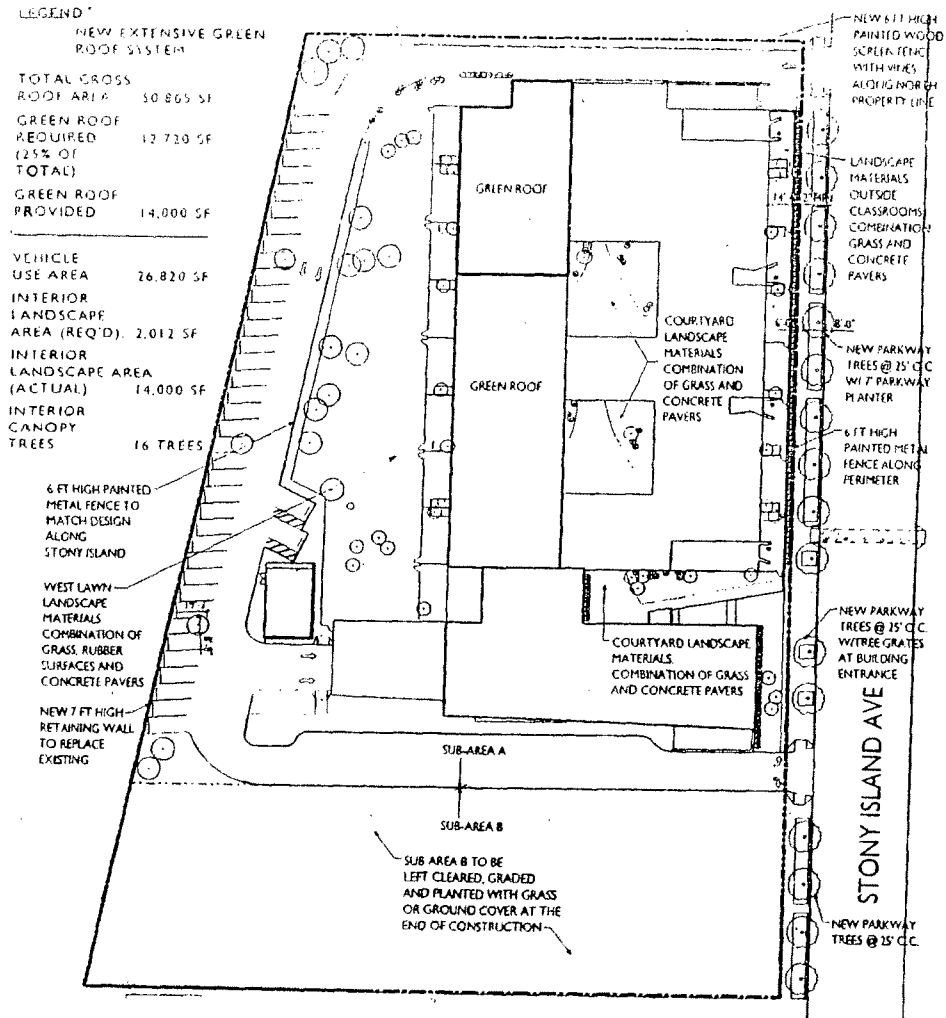 LEGEND
NEW EXTENSIVE GREEN
ROOF SYSTEM
TOTAL GROSS
ROOF AREA 50,865 SF
GREEN ROOF
REQUIRED 12,720 SF
(25% OF
TOTAL)
GREEN ROOF
PROVIDED 14,000 SF
VEHICLE
USE AREA 26,820 SF
INTERIOR
LANDSCAPE
AREA (REQ'D). 2,012 SF
INTERIOR
LANDSCAPE AREA
(ACTUAL) 14,000 SF
INTERIOR
CANOPY
TREES 16 TREES
6 FT HIGH PAINTED
METAL FENCE TO
MATCH DESIGN
ALONG
STONY ISLAND
WEST LAWN
LANDSCAPE
MATERIALS
COMBINATION OF
GRASS, RUBBER
SURFACES AND
CONCRETE PAVERS
NEW 7 FT HIGH
RETAINING WALL
TO REPLACE
EXISTING
GREEN ROOF
GREEN ROOF
COURTYARD
LANDSCAPE
MATERIALS
COMBINATION
OF GRASS AND
CONCRETE
PAVERS
COURTYARD LANDSCAPE
MATERIALS.
COMBINATION OF GRASS
AND CONCRETE PAVERS
SUB-AREA A
SUB-AREA B
SUB AREA B TO BE
LEFT CLEARED, GRADED
AND PLANTED WITH GRASS
OR GROUND COVER AT THE
END OF CONSTRUCTION
NEW 6 FT HIGH
PAINTED WOOD
SCREEN FENCE
WITH VINES
ALONG NORTH
PROPERTY LINE
LANDSCAPE
MATERIALS
OUTSIDE
CLASSROOMS
COMBINATION
GRASS AND
CONCRETE
PAVERS
8'-0"
NEW PARKWAY
TREES @ 25' O.C.
W/ 7' PARKWAY
PLANTER
6 FT HIGH
PAINTED METAL
FENCE ALONG
PERIMETER
NEW PARKWAY
TREES @ 25' O.C.
W/TREE GRATES
AT BUILDING
ENTRANCE
STONY ISLAND AVE
NEW PARKWAY
TREES @ 25' O.C.